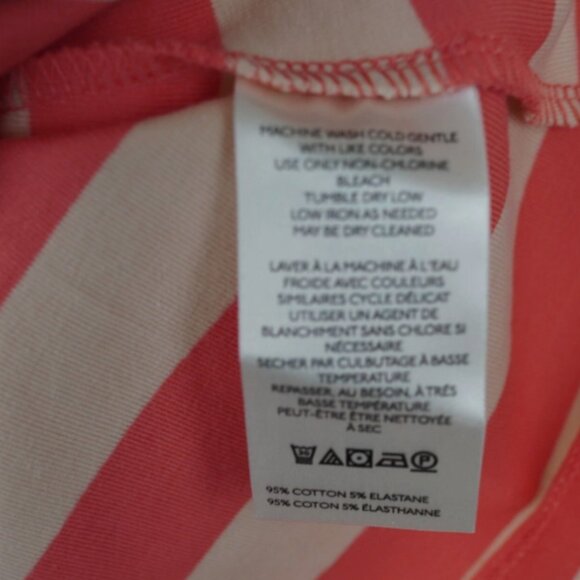 MACHINE WASH COLD GENTLE
WITH LIKE COLORS
USE ONLY NON-CHLORINE
BLEACH
TUMBLE DRY LOW
LOW IRON AS NEEDED
MAY BE DRY CLEANED
LAVER À LA MACHINE À L'EAU
FROIDE AVEC COULEURS
SIMILAIRES CYCLE DÉLICAT
UTILISER UN AGENT DE
BLANCHIMENT SANS CHLORE SI
NÉCESSAIRE
SECHER PAR CULBUTAGE À BASSE
TEMPERATURE
REPASSER, AU BESOIN, À TRÉS
BASSE TEMPÉRATURE
PEUT-ÊTRE ÊTRE NETTOYÉE
À SEC
95% COTTON 5% ELASTANE
95% COTON 5% ÉLASTHANNE